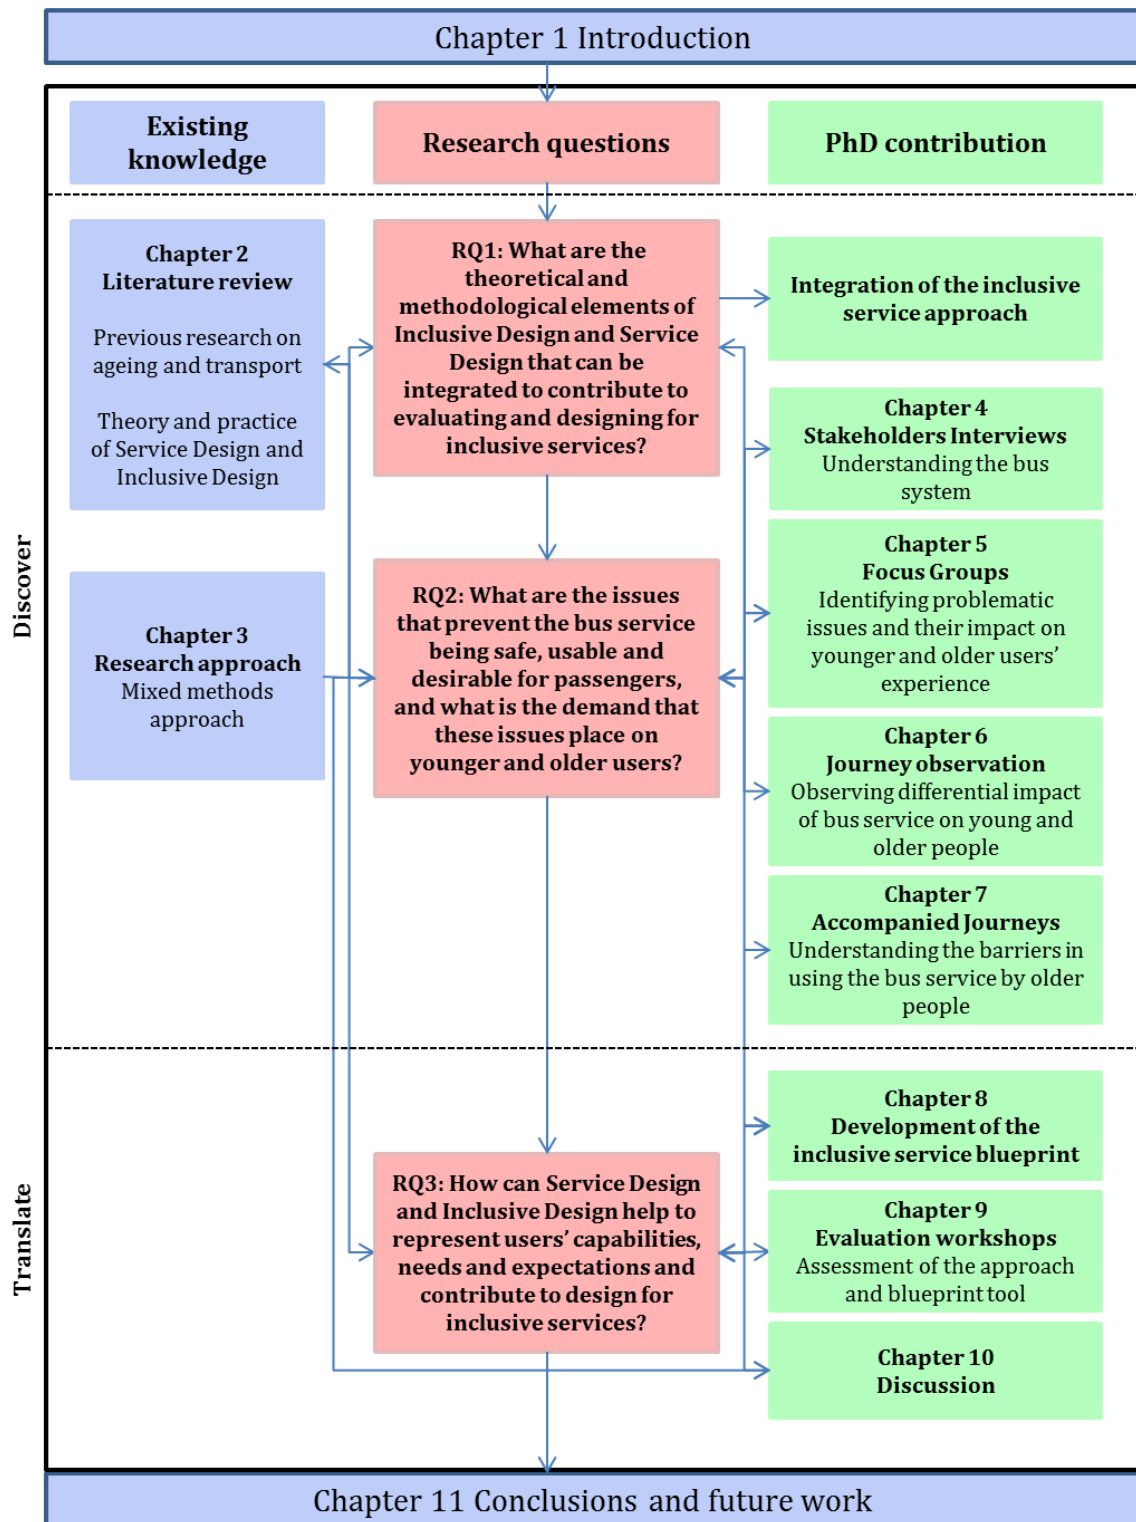 Chapter 1 Introduction
Existing
knowledge
Research questions
PhD contribution
Discover
Chapter 2
Literature review
Previous research on
ageing and transport
Theory and practice
of Service Design and
Inclusive Design
RQ1: What are the
theoretical and
methodological elements of
Inclusive Design and Service
Design that can be
integrated to contribute to
evaluating and designing for
inclusive services?
Integration of the inclusive
service approach
Chapter 4
Stakeholders Interviews
Understanding the bus
system
Chapter 3
Research approach
Mixed methods
approach
RQ2: What are the issues
that prevent the bus service
being safe, usable and
desirable for passengers,
and what is the demand that
these issues place on
younger and older users?
Chapter 5
Focus Groups
Identifying problematic
issues and their impact on
younger and older users’
experience
Chapter 6
Journey observation
Observing differential impact
of bus service on young and
older people
Chapter 7
Accompanied Journeys
Understanding the barriers in
using the bus service by older
people
Translate
RQ3: How can Service Design
and Inclusive Design help to
represent users’ capabilities,
needs and expectations and
contribute to design for
inclusive services?
Chapter 8
Development of the
inclusive service blueprint
Chapter 9
Evaluation workshops
Assessment of the approach
and blueprint tool
Chapter 10
Discussion
Chapter 11 Conclusions and future work